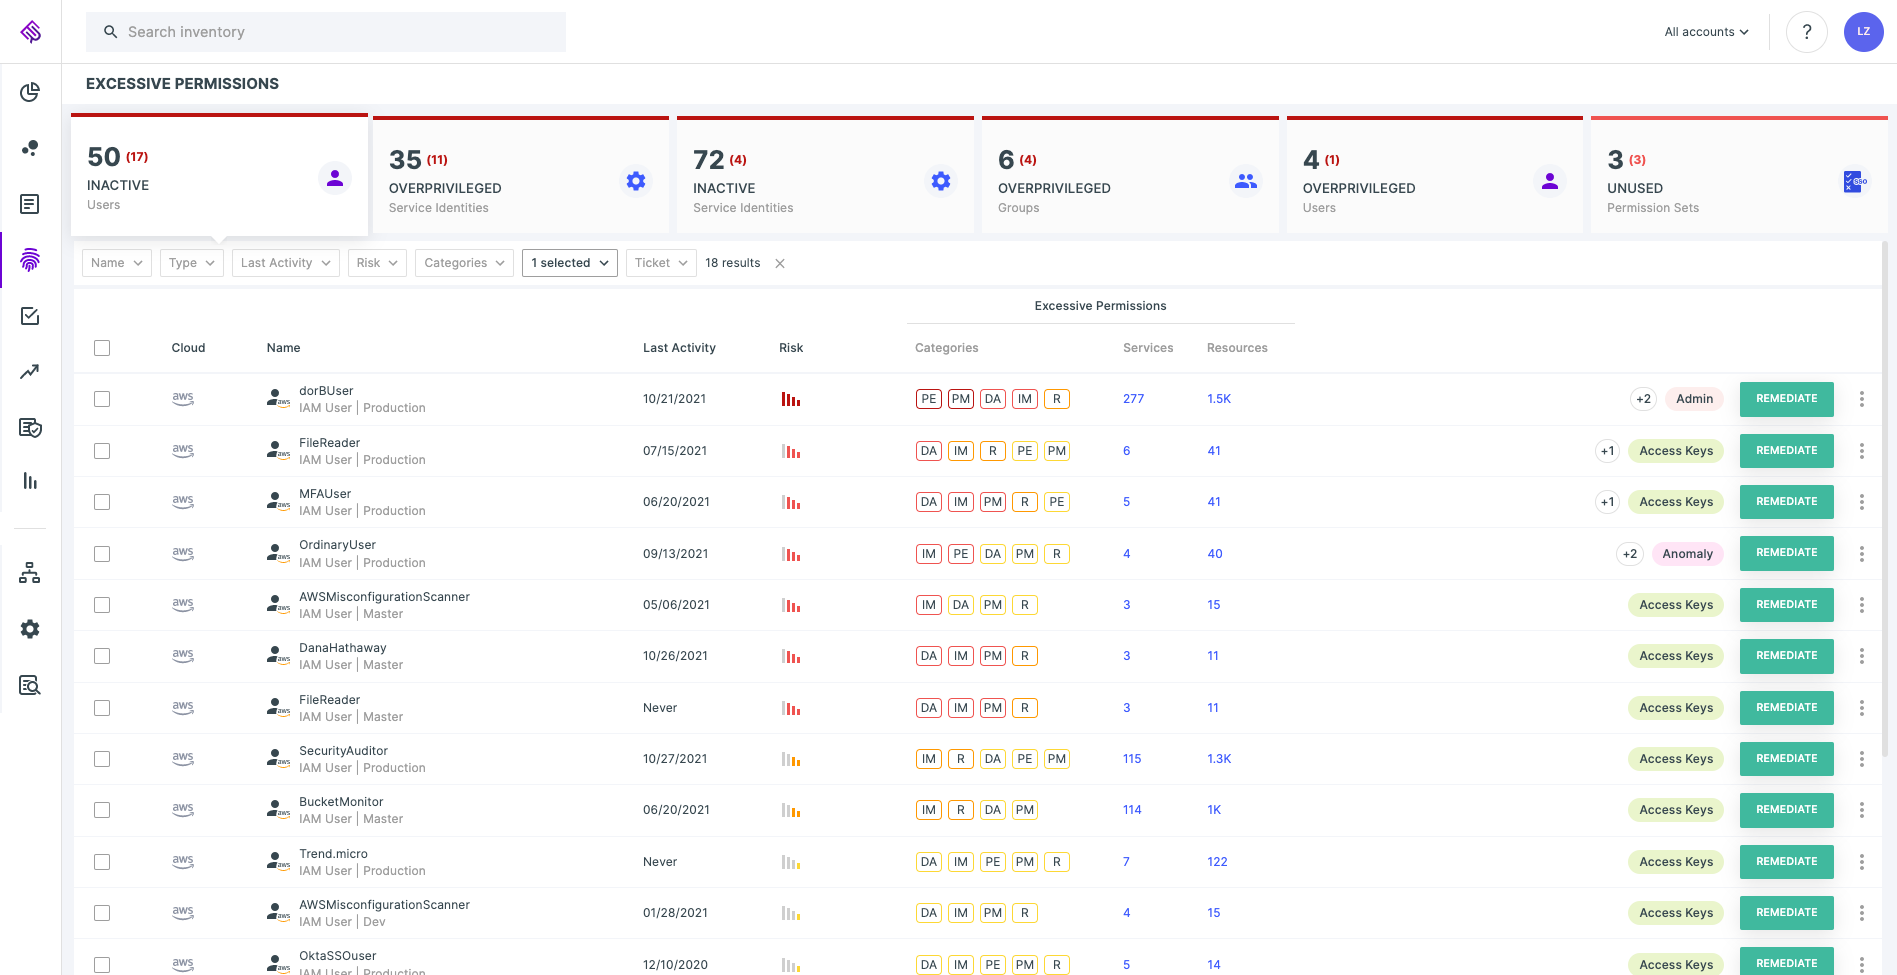 Search inventory
All accounts
?
LZ
EXCESSIVE PERMISSIONS
50 (17)
INACTIVE
Users
35 (11)
OVERPRIVILEGED
Service Identities
72 (4)
INACTIVE
Service Identities
6 (4)
OVERPRIVILEGED
Groups
4 (1)
OVERPRIVILEGED
Users
3 (3)
UNUSED
Permission Sets
SSO
Name Type Last Activity Risk Categories 1 selected Ticket 18 results
Excessive Permissions
Cloud Name Last Activity Risk Categories Services Resources
aws aws dorBUser
IAM User | Production
10/21/2021 PE PM DA IM R 277 1.5K +2 Admin REMEDIATE
aws aws FileReader
IAM User | Production
07/15/2021 DA IM R PE PM 6 41 +1 Access Keys REMEDIATE
aws aws MFAUser
IAM User | Production
06/20/2021 DA IM PM R PE 5 41 +1 Access Keys REMEDIATE
aws aws OrdinaryUser
IAM User | Production
09/13/2021 IM PE DA PM R 4 40 +2 Anomaly REMEDIATE
aws aws AWSMisconfigurationScanner
IAM User | Master
05/06/2021 IM DA PM R 3 15 Access Keys REMEDIATE
aws aws DanaHathaway
IAM User | Master
10/26/2021 DA IM PM R 3 11 Access Keys REMEDIATE
aws aws FileReader
IAM User | Master
Never DA IM PM R 3 11 Access Keys REMEDIATE
aws aws SecurityAuditor
IAM User | Production
10/27/2021 IM R DA PE PM 115 1.3K Access Keys REMEDIATE
aws aws BucketMonitor
IAM User | Master
06/20/2021 IM R DA PM 114 1K Access Keys REMEDIATE
aws aws Trend.micro
IAM User | Production
Never DA IM PE PM R 7 122 Access Keys REMEDIATE
aws aws AWSMisconfigurationScanner
IAM User | Dev
01/28/2021 DA IM PM R 4 15 Access Keys REMEDIATE
aws aws OktaSSOuser
IAM User | Production
12/10/2020 DA IM PE PM R 5 14 Access Keys REMEDIATE